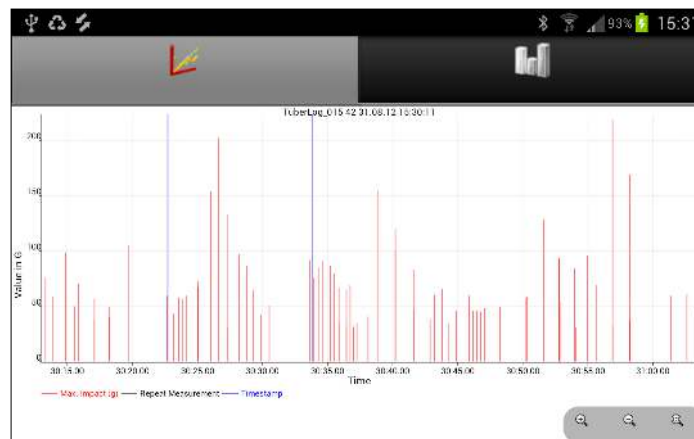 93% 15:31
TuberLog_015 42 31.08.12 15:30:11
Value in G
200
150
100
50
0
30:15.00 30:20.00 30:25.00 30:30.00 30:35.00 30:40.00 30:45.00 30:50.00 30:55.00 31:00.00
Time
Max. Impact (g) Repeat Measurement Timestamp